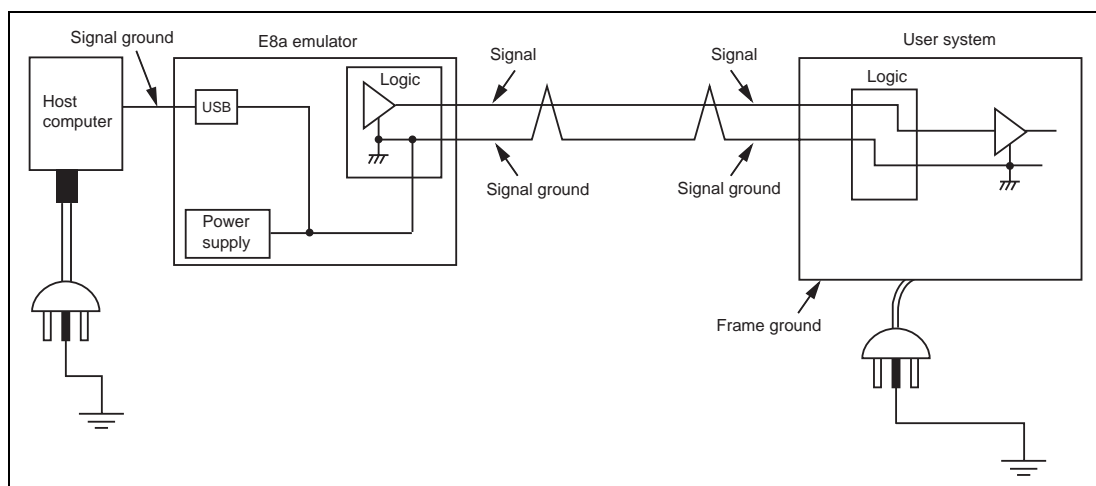 Signal ground
E8a emulator
User system
Host
computer
USB
Logic
Signal
Signal
Logic
Signal ground
Signal ground
Power
supply
Frame ground